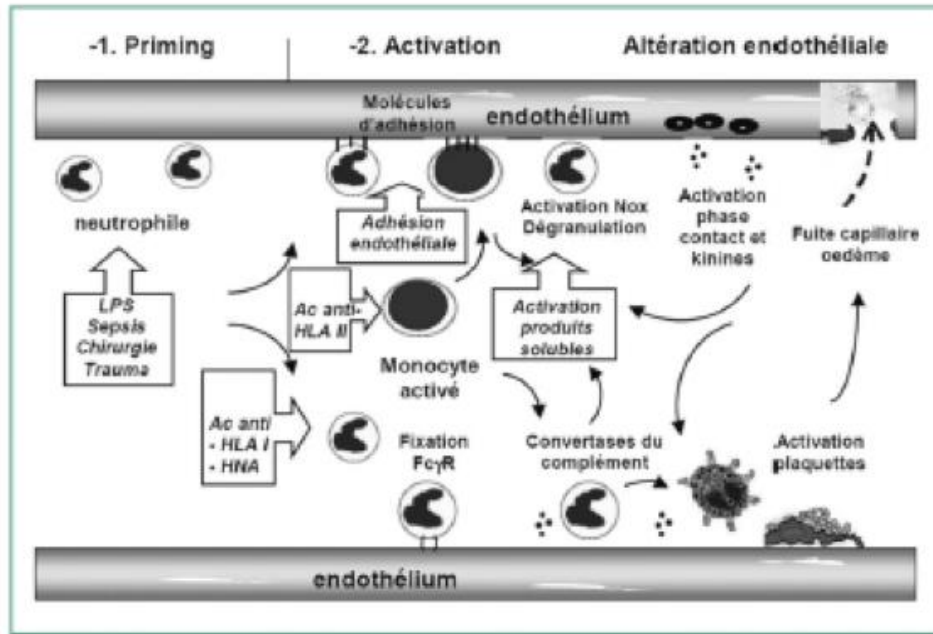 -1. Priming
-2. Activation
Altération endothéliale
Molécules
d'adhésion
endothélium
neutrophile
LPS
Sepsis
Chirurgie
Trauma
Adhésion
endothéliale
Activation Nox
Dégranulation
Activation
phase
contact et
kinines
Fuite capillaire
oedème
Ac anti-
HLA II
Monocyte
activé
Activation
produits
solubles
Ac anti
- HLA I
- HNA
Fixation
FcγR
Convertases du
complément
Activation
plaquettes
endothélium